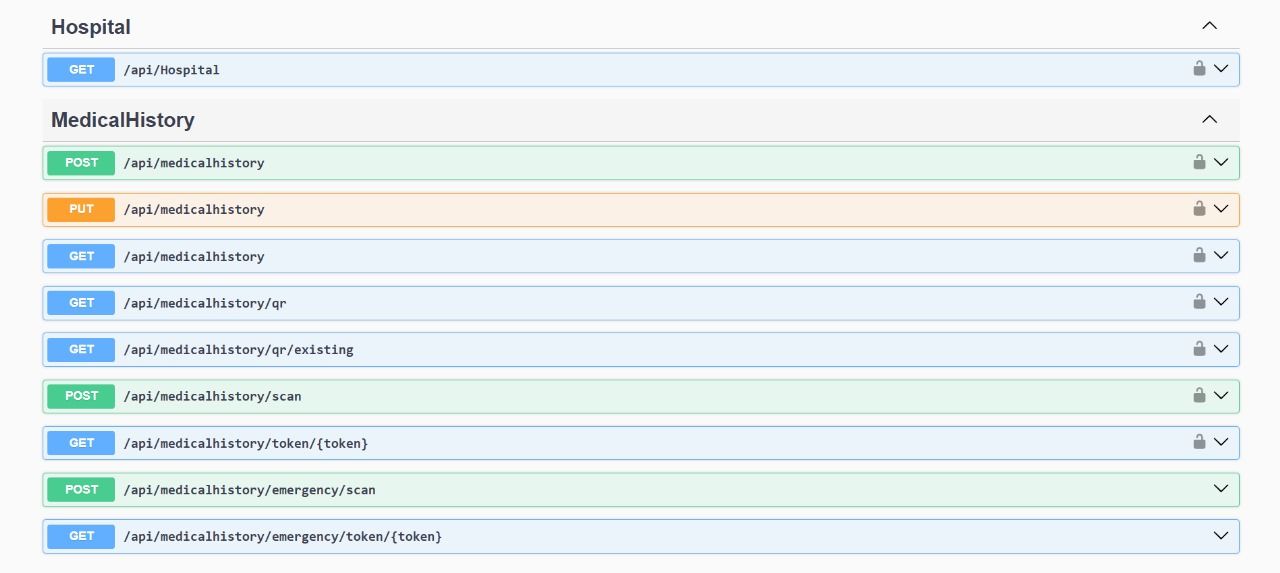 Hospital
GET /api/Hospital
MedicalHistory
POST /api/medicalhistory
PUT /api/medicalhistory
GET /api/medicalhistory
GET /api/medicalhistory/qr
GET /api/medicalhistory/qr/existing
POST /api/medicalhistory/scan
GET /api/medicalhistory/token/{token}
POST /api/medicalhistory/emergency/scan
GET /api/medicalhistory/emergency/token/{token}